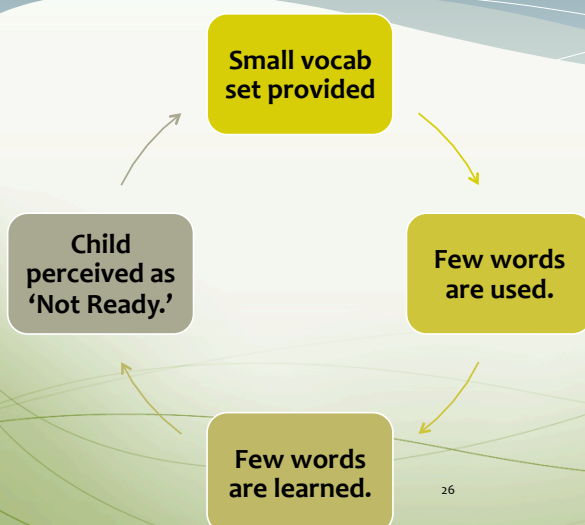 Small vocab
set provided
Few words
are used.
Few words
are learned.
Child
perceived as
‘Not Ready.’
26